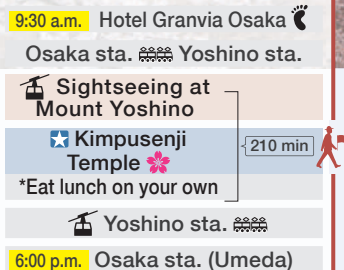 9:30 a.m. Hotel Granvia Osaka
Osaka sta. Yoshino sta.
Sightseeing at
Mount Yoshino
Kimpusenji
Temple
210 min
*Eat lunch on your own
Yoshino sta.
6:00 p.m. Osaka sta. (Umeda)